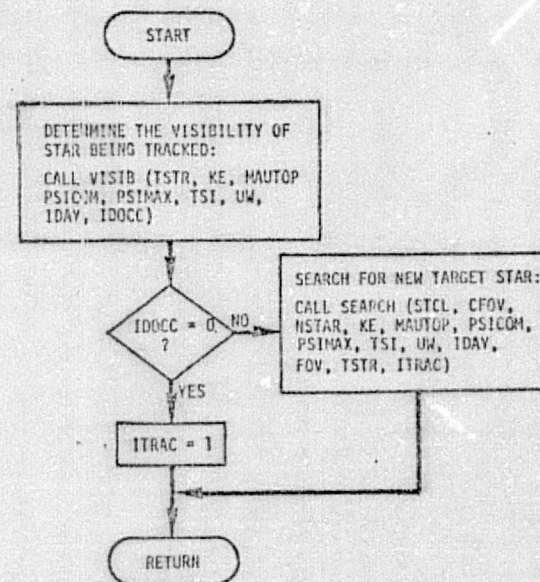 START
DETERMINE THE VISIBILITY OF
STAR BEING TRACKED:
CALL VISIB (TSTR, KE, MAUTOP
PSICOM, PSIMAX, TSI, UW,
IDAY, IDOCC)
IDOCC = 0
?
NO
SEARCH FOR NEW TARGET STAR:
CALL SEARCH (STCL, CFOV,
NSTAR, KE, MAUTOP, PSICOM,
PSIMAX, TSI, UW, IDAY,
FOV, TSTR, ITRAC)
YES
ITRAC = 1
RETURN